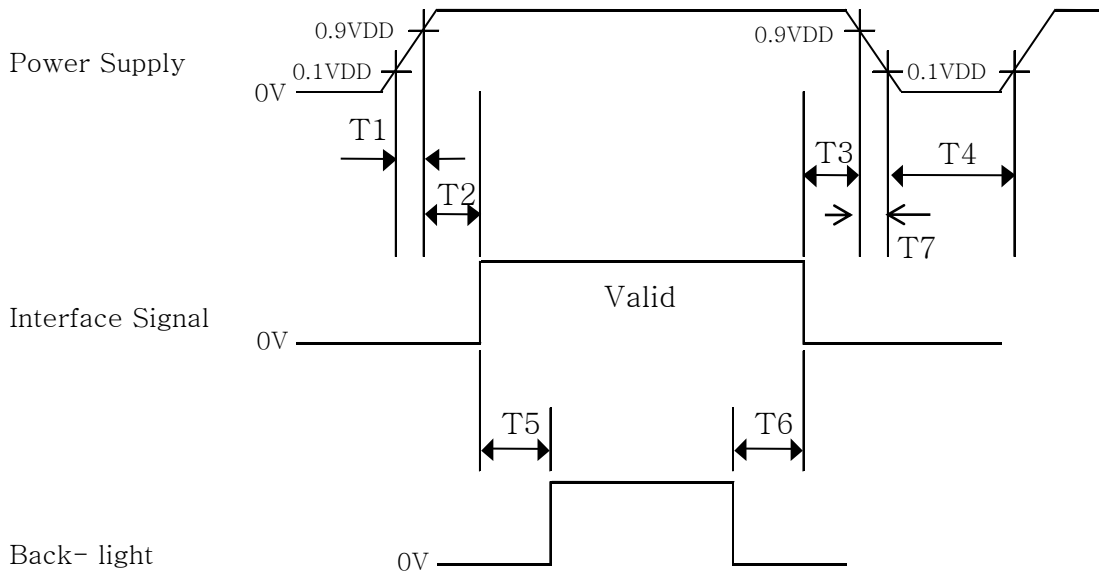 0.9VDD
0.9VDD
Power Supply
0.1VDD
0.1VDD
0V
T1
T3
T4
T2
T7
Valid
Interface Signal
0V
T5
T6
Back- light
0V